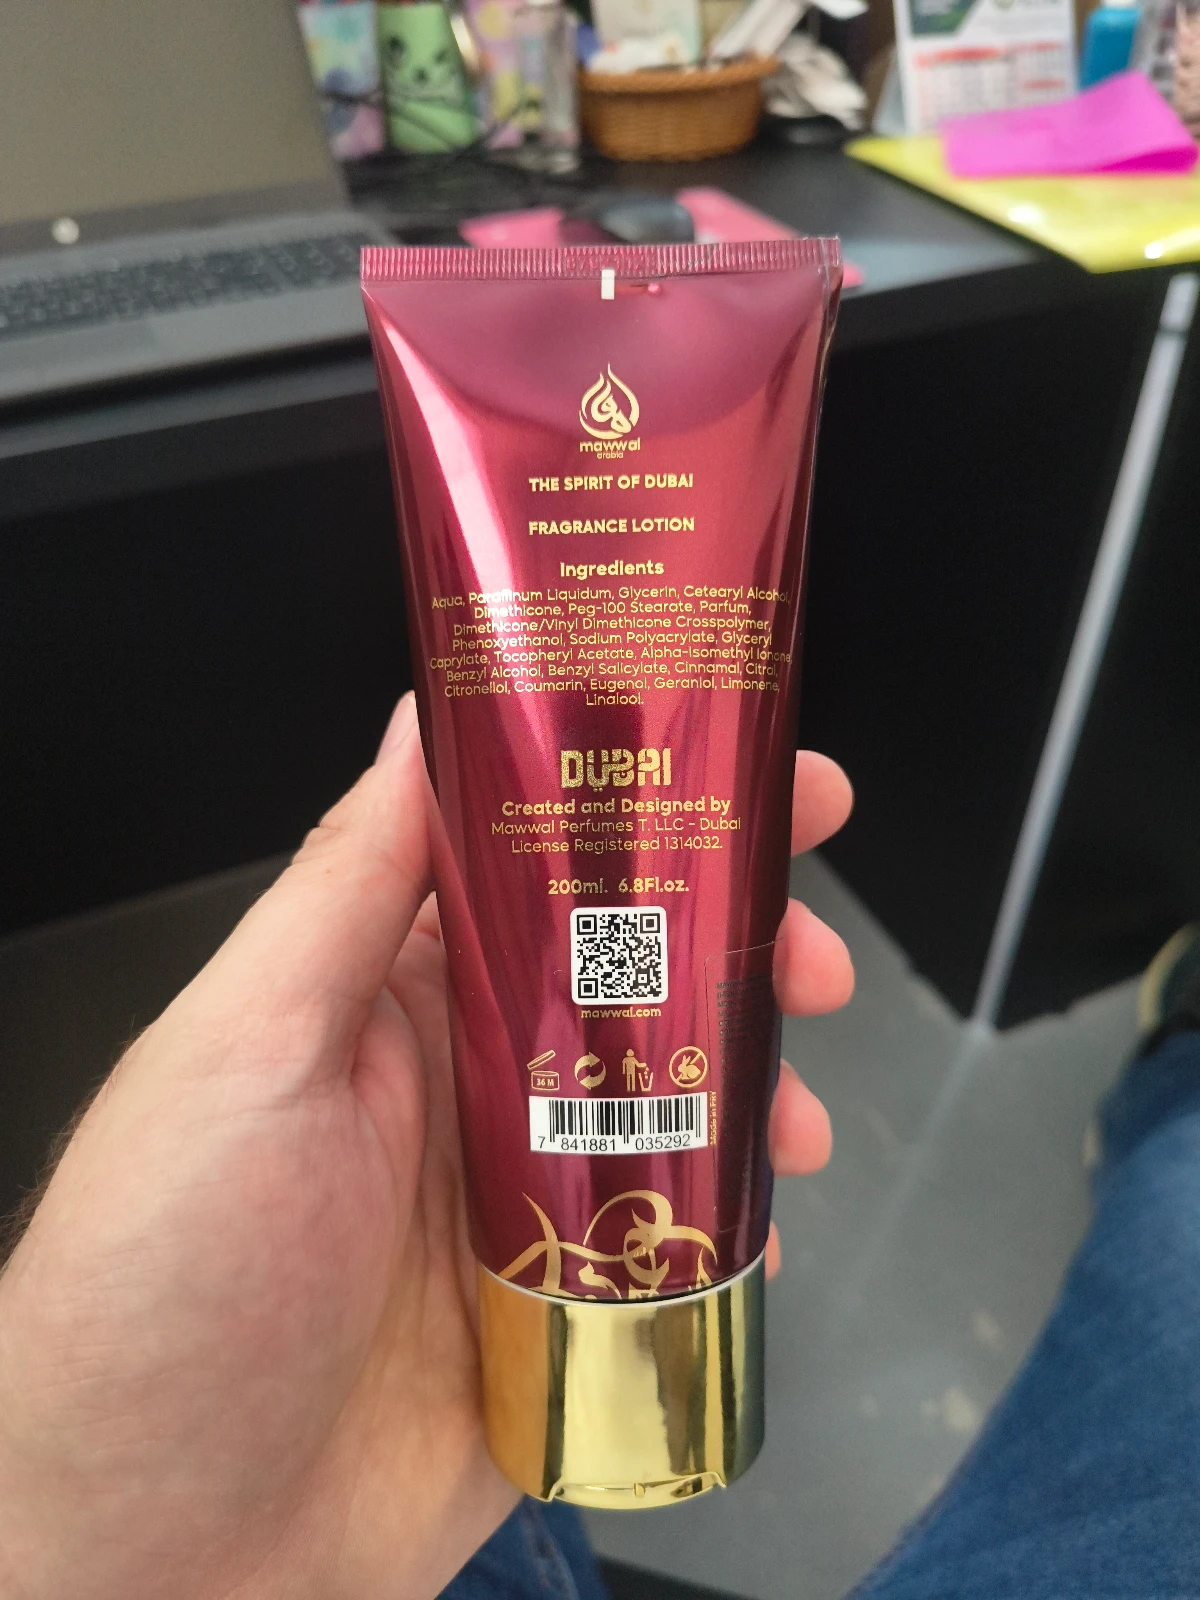 mawwal
arabia
THE SPIRIT OF DUBAI
FRAGRANCE LOTION
Ingredients
Aqua, Paraffinum Liquidum, Glycerin, Cetearyl Alcohol,
Dimethicone, Peg-100 Stearate, Parfum,
Dimethicone/Vinyl Dimethicone Crosspolymer,
Phenoxyethanol, Sodium Polyacrylate, Glyceryl
Caprylate, Tocopheryl Acetate, Alpha-Isomethyl Ionone,
Benzyl Alcohol, Benzyl Salicylate, Cinnamal, Citral,
Citronellol, Coumarin, Eugenol, Geraniol, Limonene,
Linalool.
DUBAI
Created and Designed by
Mawwal Perfumes T. LLC - Dubai
License Registered 1314032.
200ml. 6.8Fl.oz.
mawwal.com
36 M
7 841881 035292
Made in PRY